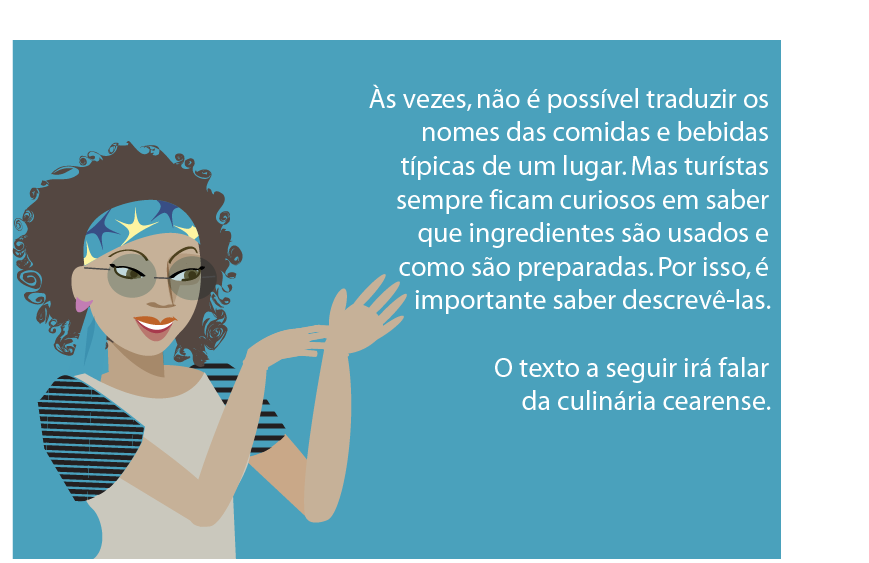 Às vezes, não é possível traduzir os
nomes das comidas e bebidas
típicas de um lugar. Mas turístas
sempre ficam curiosos em saber
que ingredientes são usados e
como são preparadas. Por isso, é
importante saber descrevê-las.
O texto a seguir irá falar
da culinária cearense.